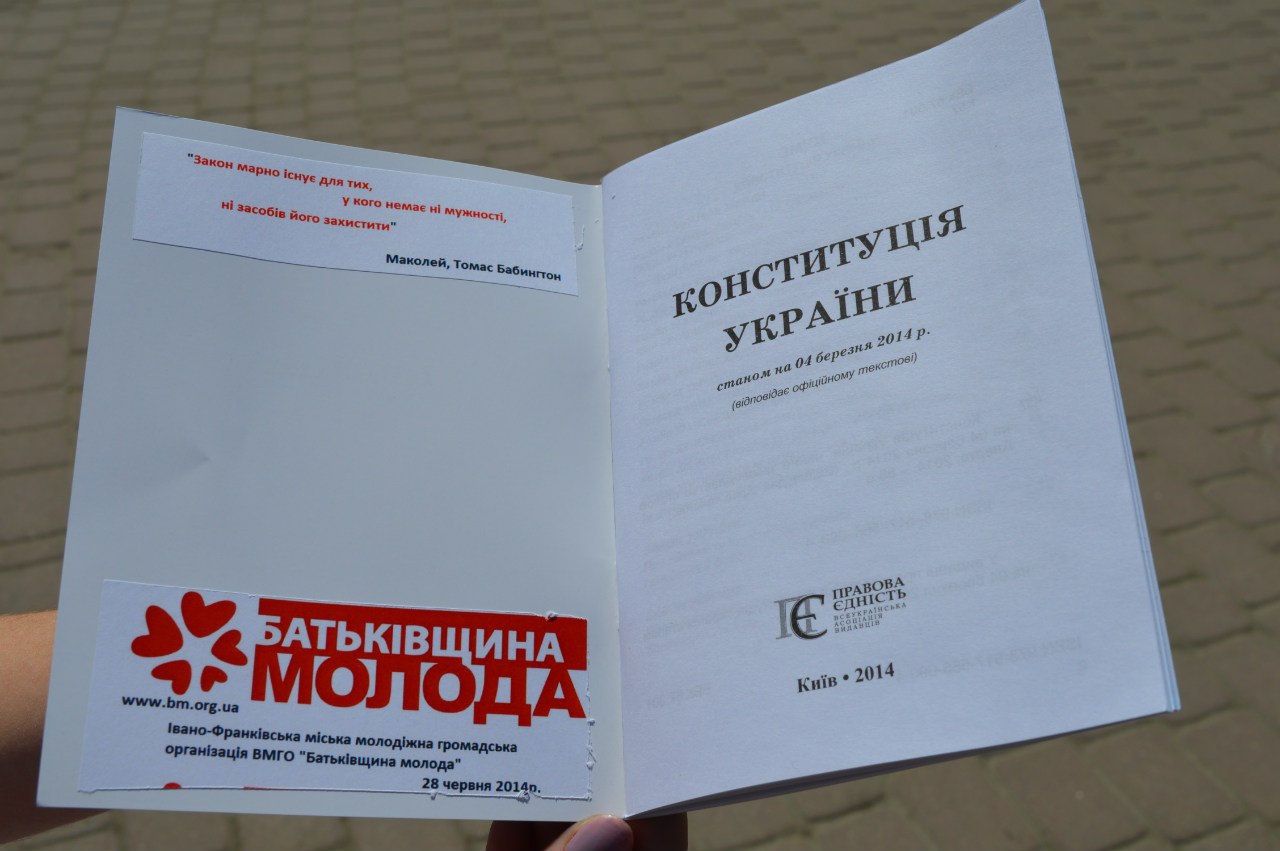 "Закон марно існує для тих,
у кого немає ні мужності,
ні засобів його захистити"
Маколей, Томас Бабингтон
БАТЬКІВЩИНА
МОЛОДА
www.bm.org.ua
Івано-Франківська міська молодіжна громадська
організація ВМГО "Батьківщина молода"
28 червня 2014р.
КОНСТИТУЦІЯ
УКРАЇНИ
станом на 04 березня 2014 р.
(відповідає офіційному текстові)
ПРАВОВА
ЄДНІСТЬ
ВСЕУКРАЇНСЬКА
АСОЦІАЦІЯ
ВИДАВЦІВ
Київ • 2014